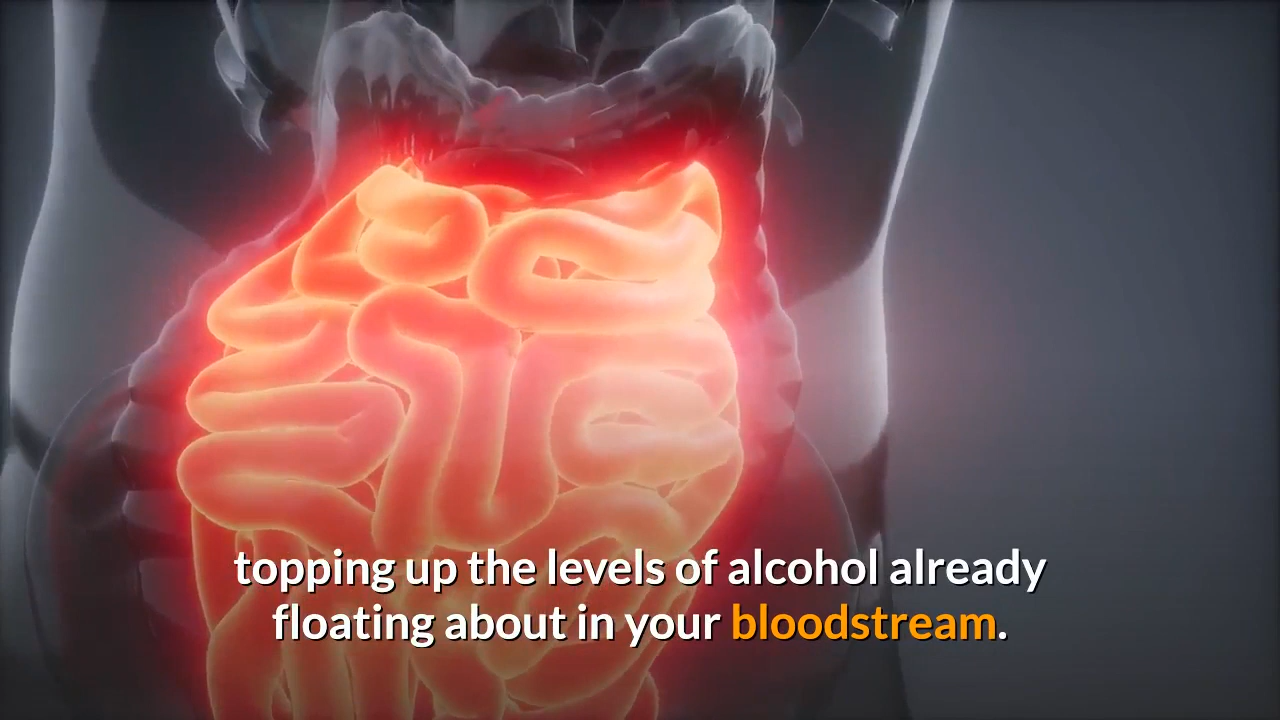 topping up the levels of alcohol already
floating about in your bloodstream.